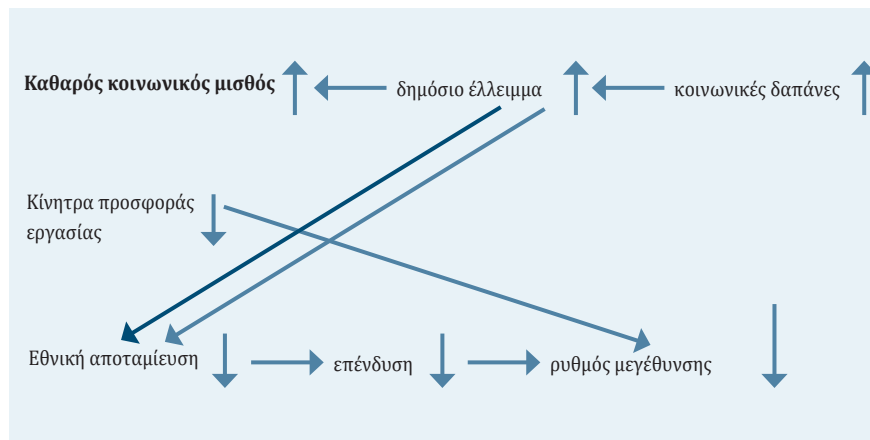 Καθαρός κοινωνικός μισθός
δημόσιο έλλειμμα
κοινωνικές δαπάνες
Κίνητρα προσφοράς
εργασίας
Εθνική αποταμίευση
επένδυση
ρυθμός μεγέθυνσης